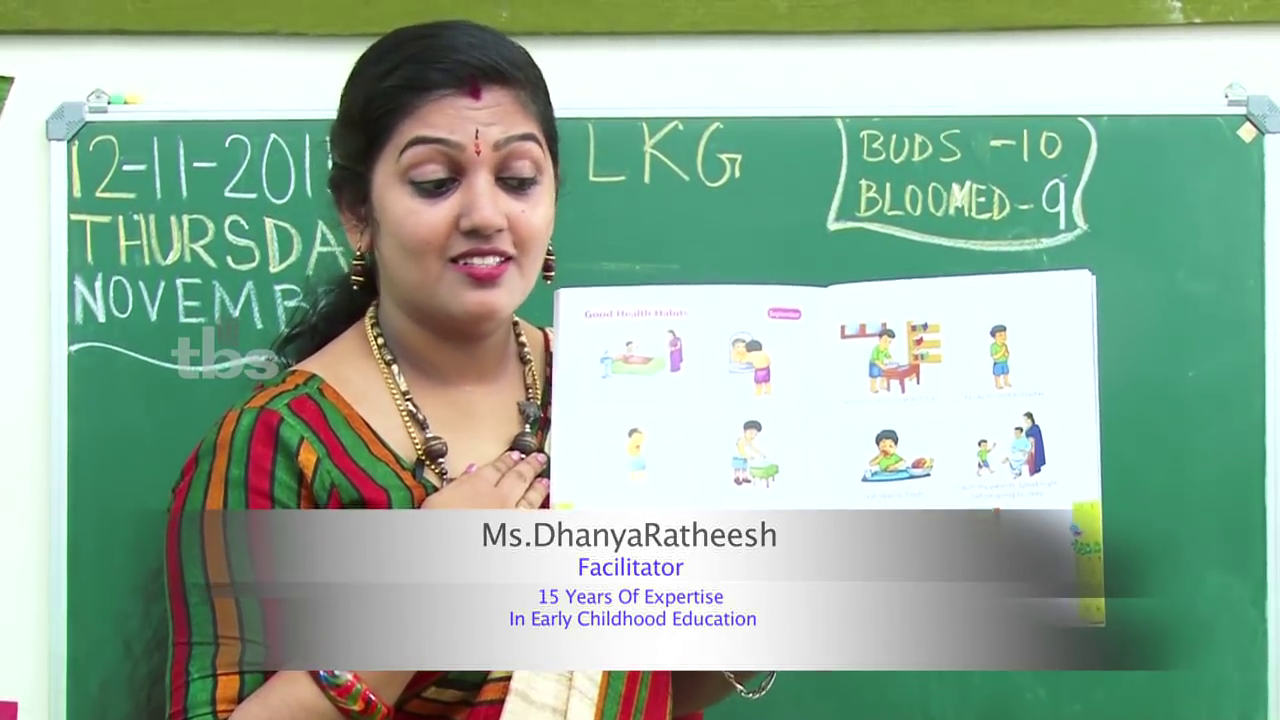 12-11-201
LKG
BUDS -10
BLOOMED- 9
THURSDA
NOVEMB
tbs
Good Health Habits
September
Ms.DhanyaRatheesh
Facilitator
15 Years Of Expertise
In Early Childhood Education